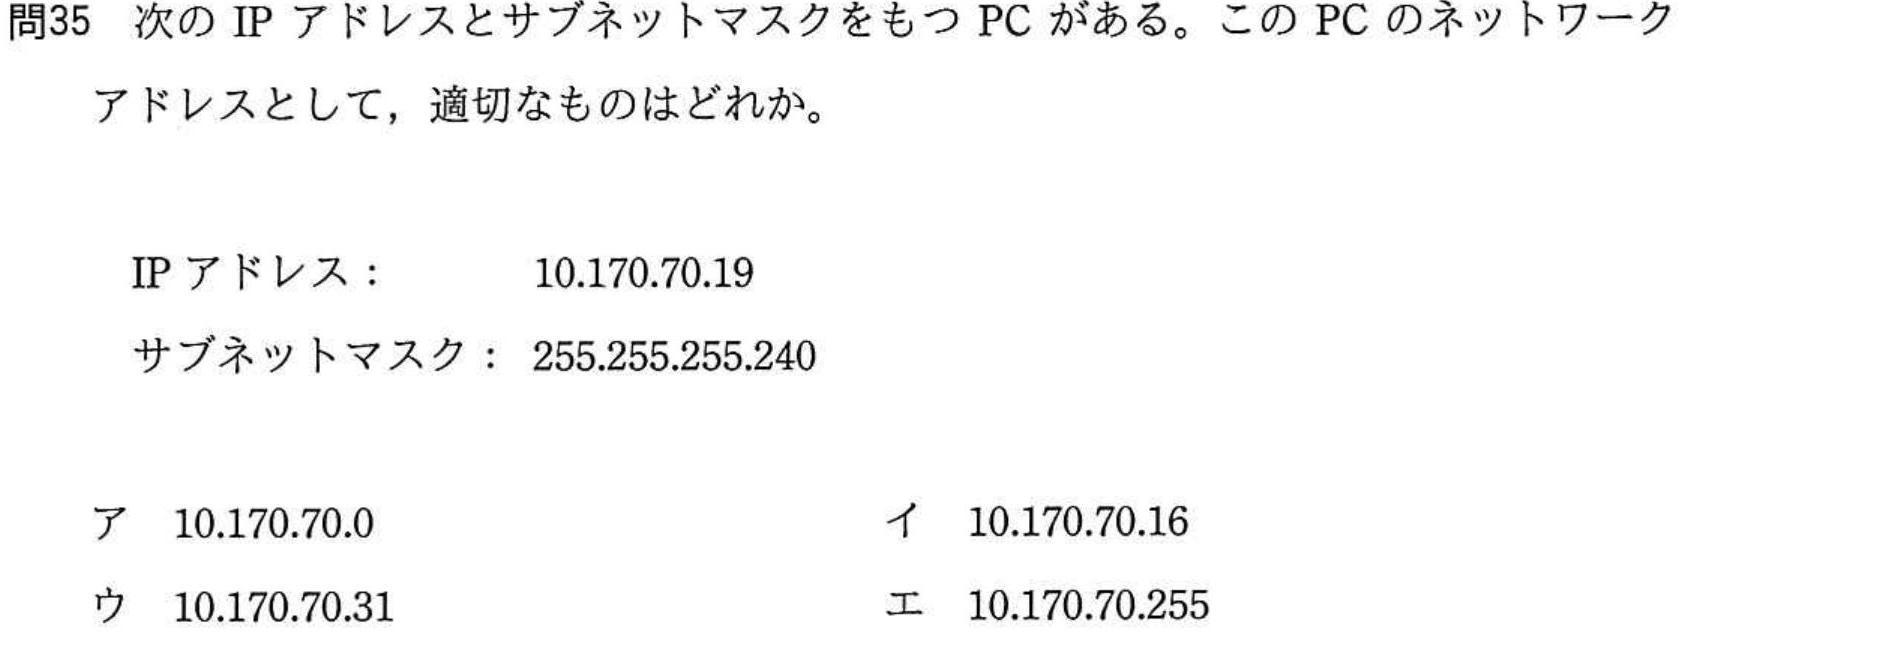 問35 次の IP アドレスとサブネットマスクをもつ PC がある。この PC のネットワーク
アドレスとして，適切なものはどれか。
IP アドレス： 10.170.70.19
サブネットマスク： 255.255.255.240
ア 10.170.70.0 イ 10.170.70.16
ウ 10.170.70.31 エ 10.170.70.255